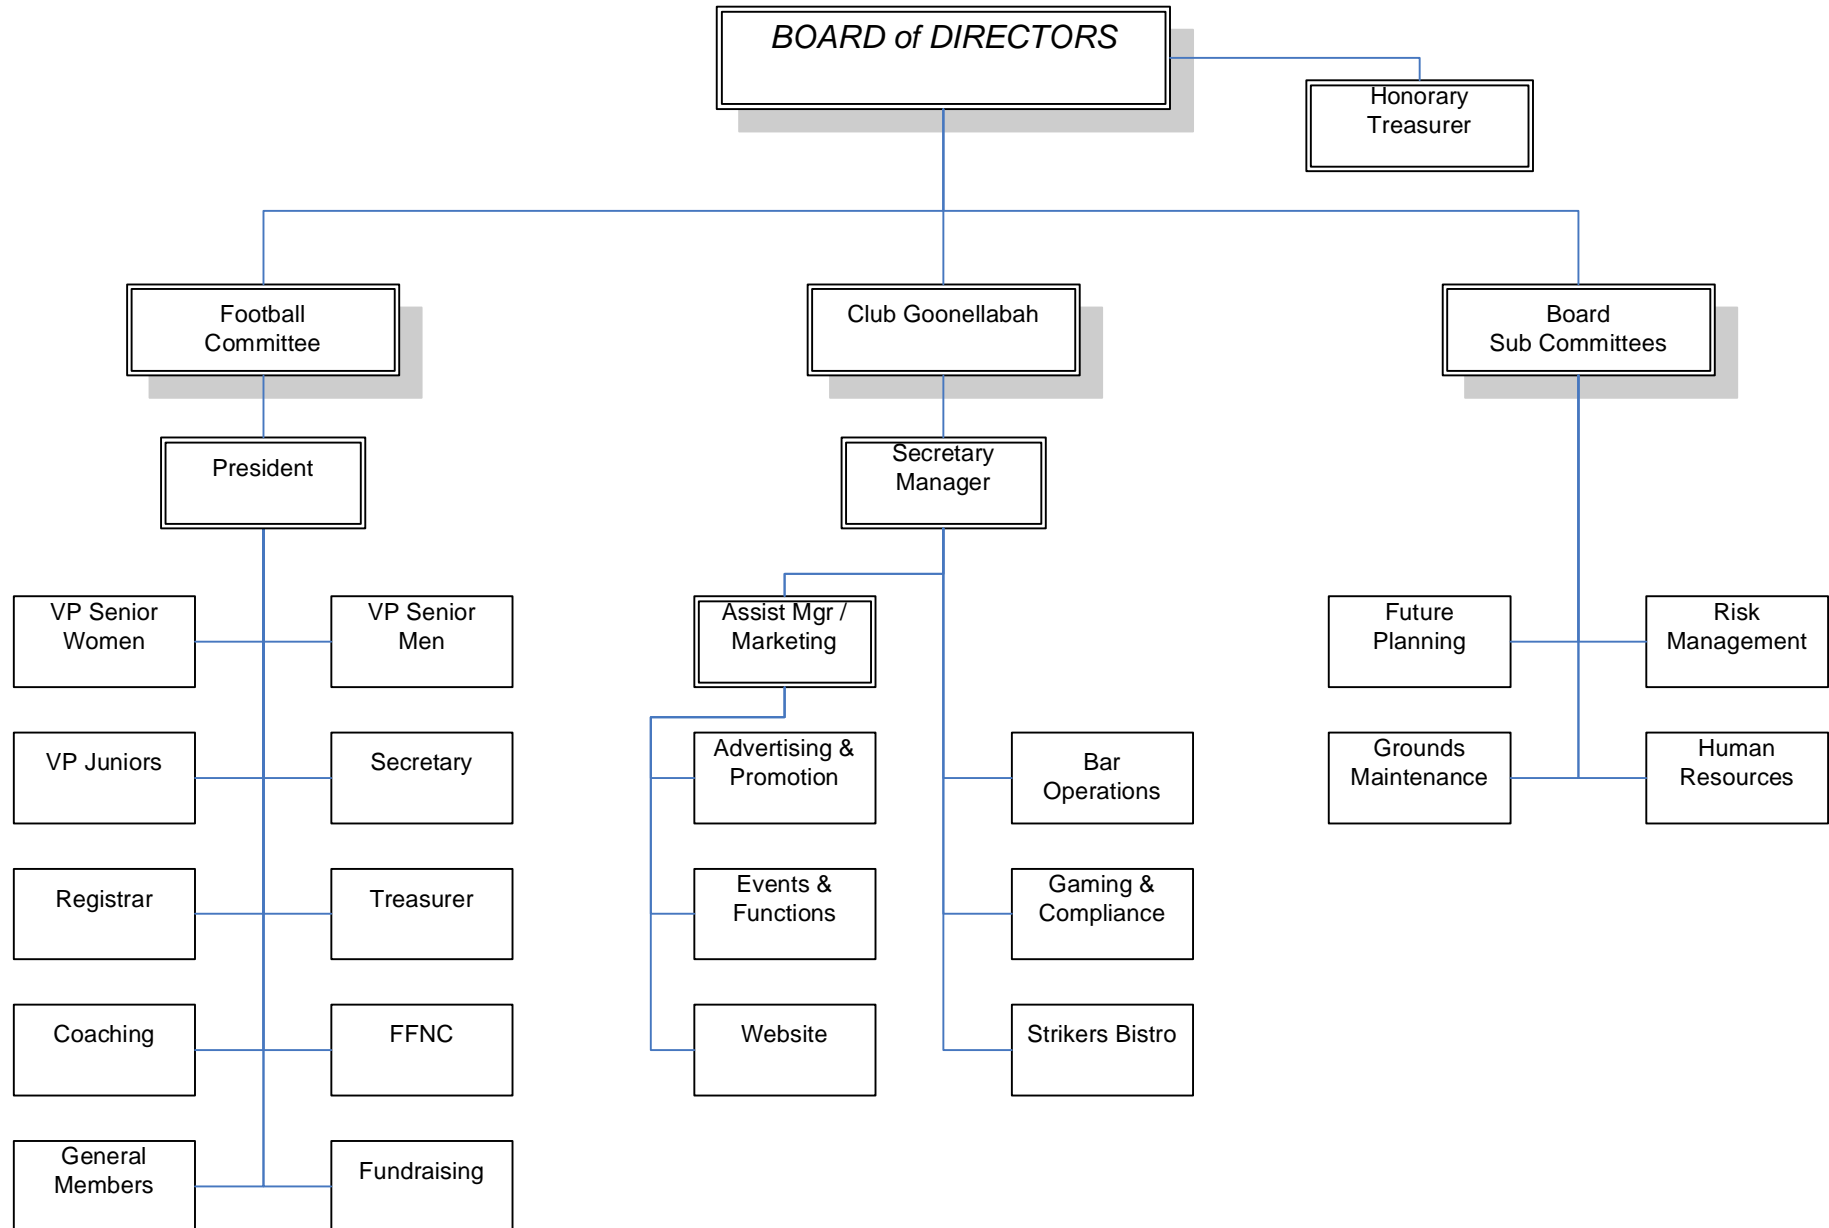 BOARD of DIRECTORS
Honorary
Treasurer
Football
Committee
Club Goonellabah
Board
Sub Committees
President
Secretary
Manager
VP Senior
Women
VP Senior
Men
Assist Mgr /
Marketing
Future
Planning
Risk
Management
VP Juniors
Secretary
Advertising &
Promotion
Bar
Operations
Grounds
Maintenance
Human
Resources
Registrar
Treasurer
Events &
Functions
Gaming &
Compliance
Coaching
FFNC
Website
Strikers Bistro
General
Members
Fundraising